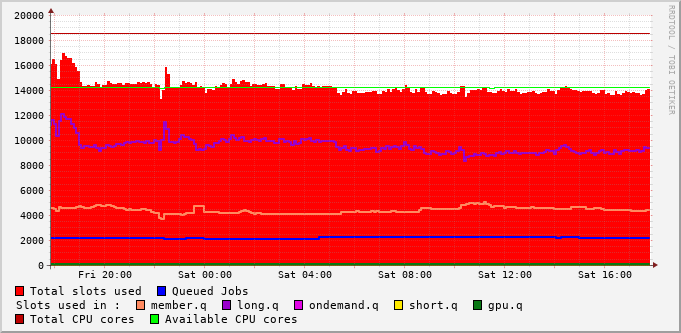 20000
18000
16000
14000
12000
10000
8000
6000
4000
2000
0
Fri 20:00 Sat 00:00 Sat 04:00 Sat 08:00 Sat 12:00 Sat 16:00
RRDTOOL / TOBI OETIKER
Total slots used Queued Jobs
Slots used in : member.q long.q ondemand.q short.q gpu.q
Total CPU cores Available CPU cores